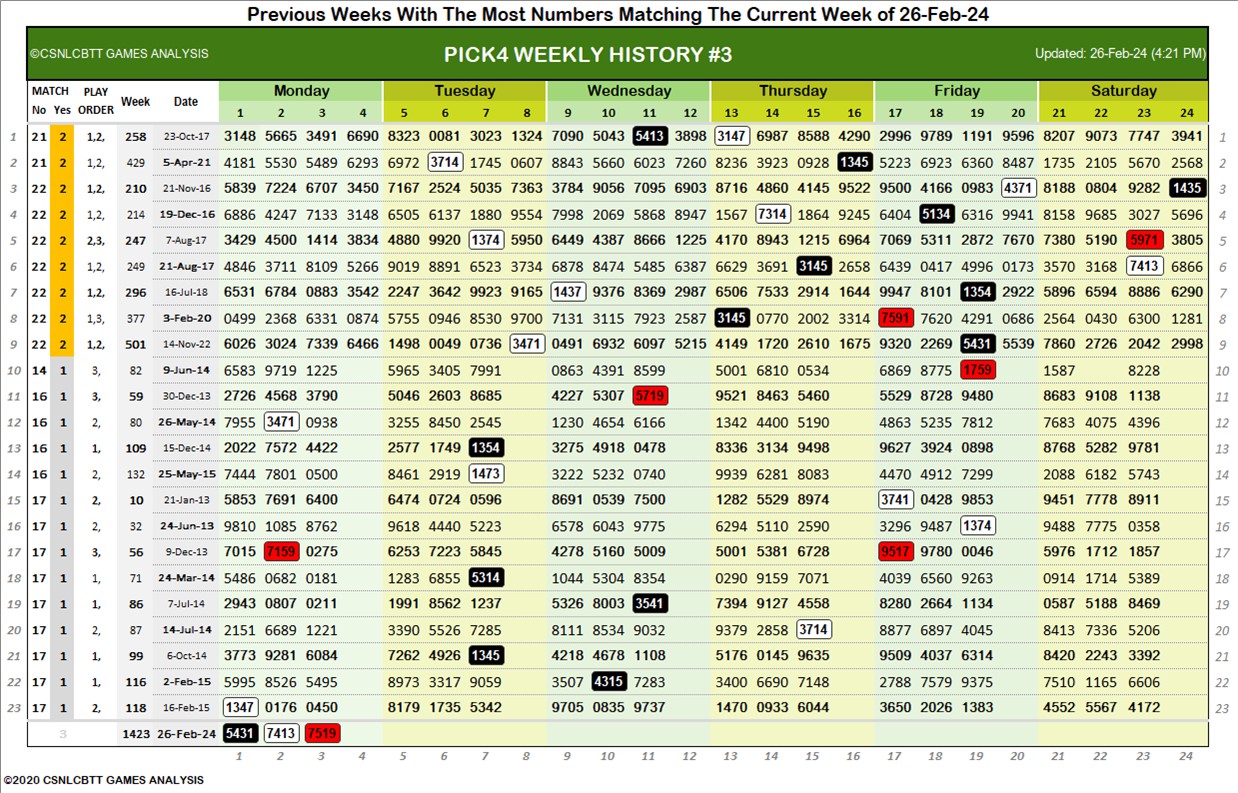 Previous Weeks With The Most Numbers Matching The Current Week of 26-Feb-24
©CSNLCBTT GAMES ANALYSIS PICK4 WEEKLY HISTORY #3 Updated: 26-Feb-24 (4:21 PM)
MATCH PLAY Week Date Monday Tuesday Wednesday Thursday Friday Saturday
No Yes ORDER 1 2 3 4 5 6 7 8 9 10 11 12 13 14 15 16 17 18 19 20 21 22 23 24
1 21 2 1,2, 258 23-Oct-17 3148 5665 3491 6690 8323 0081 3023 1324 7090 5043 5413 3898 3147 6987 8588 4290 2996 9789 1191 9596 8207 9073 7747 3941 1
2 21 2 1,2, 429 5-Apr-21 4181 5530 5489 6293 6972 3714 1745 0607 8843 5660 6023 7260 8236 3923 0928 1345 5223 6923 6360 8487 1735 2105 5670 2568 2
3 22 2 1,2, 210 21-Nov-16 5839 7224 6707 3450 7167 2524 5035 7363 3784 9056 7095 6903 8716 4860 4145 9522 9500 4166 0983 4371 8188 0804 9282 1435 3
4 22 2 1,2, 214 19-Dec-16 6886 4247 7133 3148 6505 6137 1880 9554 7998 2069 5868 8947 1567 7314 1864 9245 6404 5134 6316 9941 8158 9685 3027 5696 4
5 22 2 2,3, 247 7-Aug-17 3429 4500 1414 3834 4880 9820 1374 5950 6449 4387 8666 1225 4170 8943 1215 6964 7069 5311 2872 7670 7380 5190 5971 3805 5
6 22 2 1,2, 249 21-Aug-17 4846 3711 8109 5266 9019 8891 6523 3734 6878 8474 5485 6387 6629 3691 3145 2658 6439 0417 4996 0173 3570 3168 7413 6866 6
7 22 2 1,2, 296 16-Jul-18 6531 6784 0883 3542 2247 3642 9923 9165 1437 9376 8369 2987 6506 7533 2914 1644 9947 8101 1354 2922 5896 6594 8886 6290 7
8 22 2 1,3, 377 3-Feb-20 0499 2368 6331 0874 5755 0946 8530 9700 7131 3115 7923 2587 3145 0770 2002 3314 7591 7620 4291 0686 2564 0430 6300 1281 8
9 22 2 1,2, 501 14-Nov-22 6026 3024 7339 6466 1498 0049 0736 3471 0491 6932 6097 5215 4149 1720 2610 1675 9320 2269 5431 5539 7860 2726 2042 2998 9
10 14 1 3, 82 9-Jun-14 6583 9719 1225 5965 3405 7991 0863 4391 8599 5001 6810 0534 6869 8775 1759 1587 8228 10
11 16 1 3, 59 30-Dec-13 2726 4568 3790 5046 2603 8685 4227 5307 5719 9521 8463 5460 5529 8728 9480 8683 9108 1138 11
12 16 1 2, 80 26-May-14 7955 3471 0938 3255 8450 2545 1230 4654 6166 1342 4400 5190 4863 5235 7812 7683 4075 4396 12
13 16 1 1, 109 15-Dec-14 2022 7572 4422 2577 1749 1354 3275 4918 0478 8336 3134 9498 9627 3924 0898 8768 5282 9781 13
14 16 1 2, 132 25-May-15 7444 7801 0500 8461 2919 1473 3222 5232 0740 9939 6281 8083 4470 4912 7299 2088 6182 5743 14
15 17 1 2, 10 21-Jan-13 5853 7691 6400 6474 0724 0596 8691 0539 7500 1282 5529 8974 3741 0428 9853 9451 7778 8911 15
16 17 1 2, 32 24-Jun-13 9810 1085 8762 9618 4440 5223 6578 6043 9775 6294 5110 2590 3296 9487 1374 9488 7775 0358 16
17 17 1 3, 56 9-Dec-13 7015 7159 0275 6253 7223 5845 4278 5160 5009 5001 5381 6728 9517 9780 0046 5976 1712 1857 17
18 17 1 1, 71 24-Mar-14 5486 0682 0181 1283 6855 5314 1044 5304 8354 0290 9159 7071 4039 6560 9263 0914 1714 5389 18
19 17 1 1, 86 7-Jul-14 2943 0807 0211 1991 8562 1237 5326 8003 3541 7394 9127 4558 8280 2664 1134 0587 5188 8469 19
20 17 1 2, 87 14-Jul-14 2151 6689 1221 3390 5526 7285 8111 8534 9032 9379 2858 3714 8877 6897 4045 8413 7336 5206 20
21 17 1 1, 99 6-Oct-14 3773 9281 6084 7262 4926 1345 4218 4678 1108 5176 0145 9635 9509 4037 6314 8420 2243 3392 21
22 17 1 1, 116 2-Feb-15 5995 8526 5495 8973 3317 9059 3507 4315 7283 3400 6690 7148 2788 7579 9375 7510 1165 6606 22
23 17 1 2, 118 16-Feb-15 1347 0176 0450 8179 1735 5342 9705 0835 9737 1470 0933 6044 3650 2026 1383 4552 5567 4172 23
3 1423 26-Feb-24 5431 7413 7519
1 2 3 4 5 6 7 8 9 10 11 12 13 14 15 16 17 18 19 20 21 22 23 24
©2020 CSNLCBTT GAMES ANALYSIS